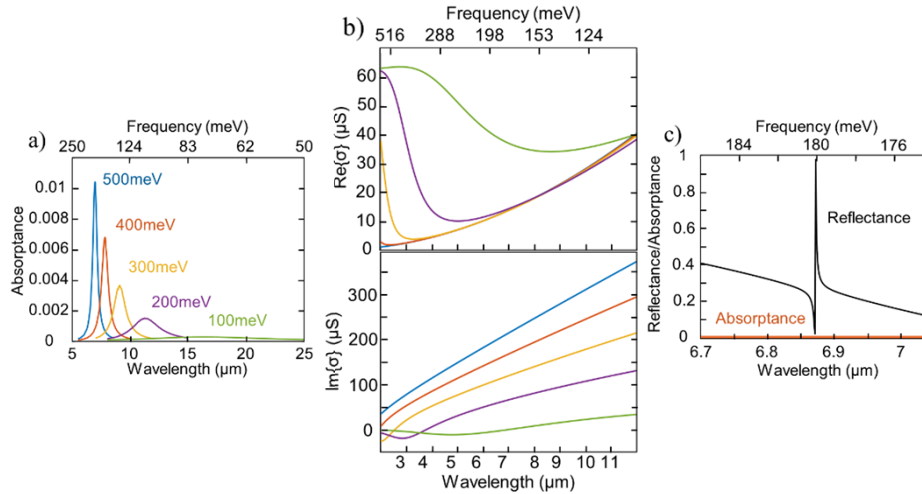 a)
Frequency (meV)
250 124 83 62 50
0.01
0.008
0.006
0.004
0.002
0
Absorptance
500meV
400meV
300meV
200meV
100meV
5 10 15 20 25
Wavelength (µm)
b)
Frequency (meV)
516 288 198 153 124
60
50
40
30
20
10
0
Re{σ} (µS)
300
200
100
0
Im{σ} (µS)
3 4 5 6 7 8 9 10 11
Wavelength (µm)
c)
Frequency (meV)
184 180 176
1
0.8
0.6
0.4
0.2
0
Reflectance/Absorptance
Reflectance
Absorptance
6.7 6.8 6.9 7
Wavelength (µm)